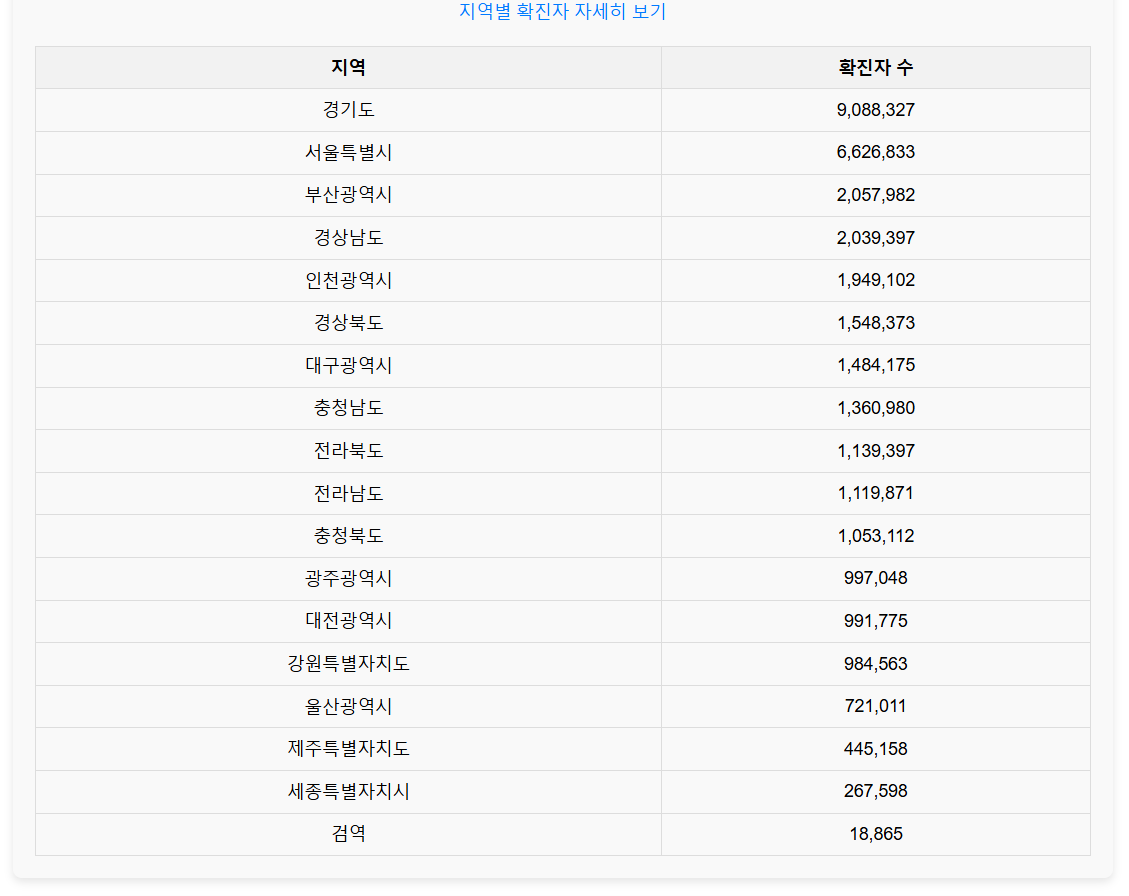 지역별 확진자 자세히 보기
지역 확진자 수
경기도 9,088,327
서울특별시 6,626,833
부산광역시 2,057,982
경상남도 2,039,397
인천광역시 1,949,102
경상북도 1,548,373
대구광역시 1,484,175
충청남도 1,360,980
전라북도 1,139,397
전라남도 1,119,871
충청북도 1,053,112
광주광역시 997,048
대전광역시 991,775
강원특별자치도 984,563
울산광역시 721,011
제주특별자치도 445,158
세종특별자치시 267,598
검역 18,865